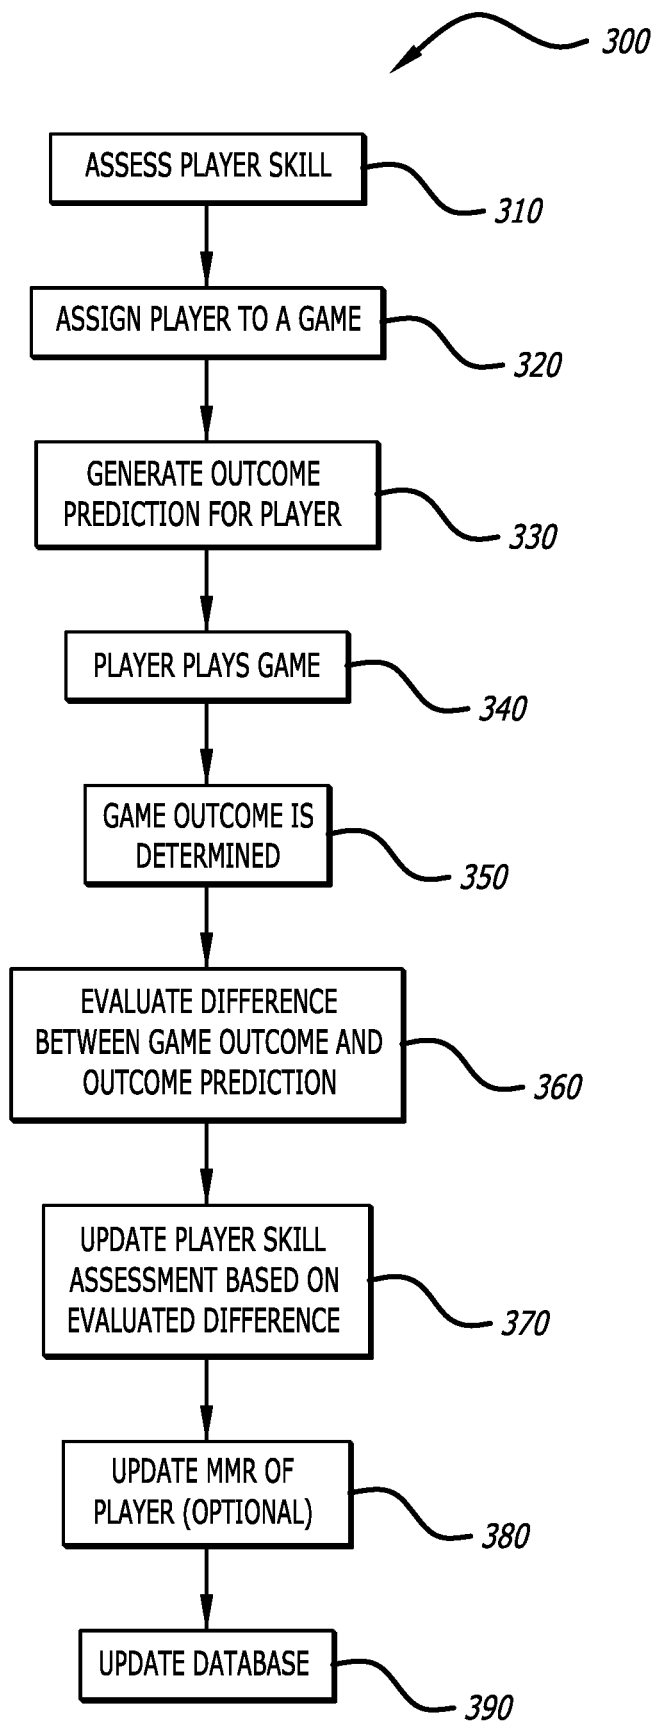 300
ASSESS PLAYER SKILL
310
ASSIGN PLAYER TO A GAME
320
GENERATE OUTCOME
PREDICTION FOR PLAYER
330
PLAYER PLAYS GAME
340
GAME OUTCOME IS
DETERMINED
350
EVALUATE DIFFERENCE
BETWEEN GAME OUTCOME AND
OUTCOME PREDICTION
360
UPDATE PLAYER SKILL
ASSESSMENT BASED ON
EVALUATED DIFFERENCE
370
UPDATE MMR OF
PLAYER (OPTIONAL)
380
UPDATE DATABASE
390